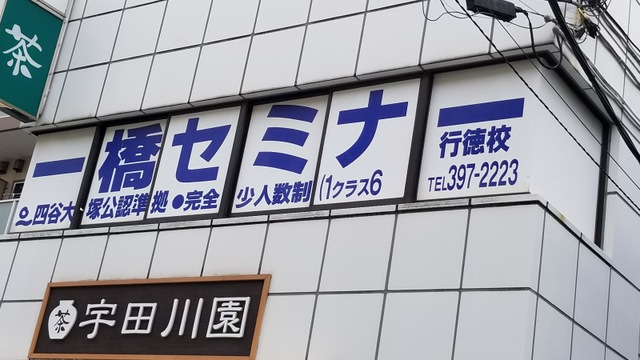 茶
一橋セミナー
四谷大塚公認準拠 ●完全少人数制 (1クラス6
行徳校
TEL397-2223
茶 宇田川園